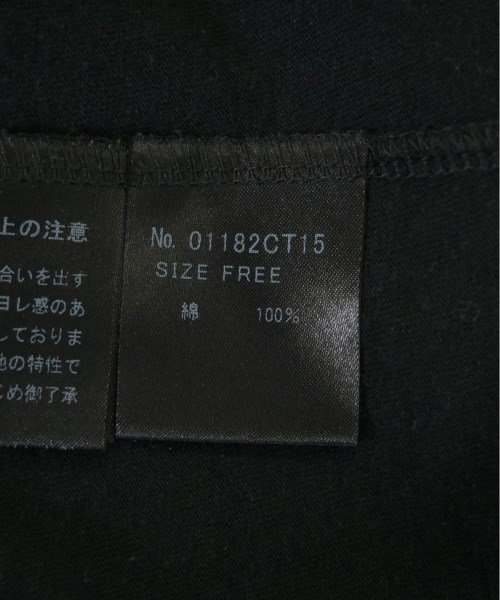 上の注意
合いを出す
ヨレ感のあ
しておりま
地の特性で
じめ御了承
No. 01182CT15
SIZE FREE
綿 100%